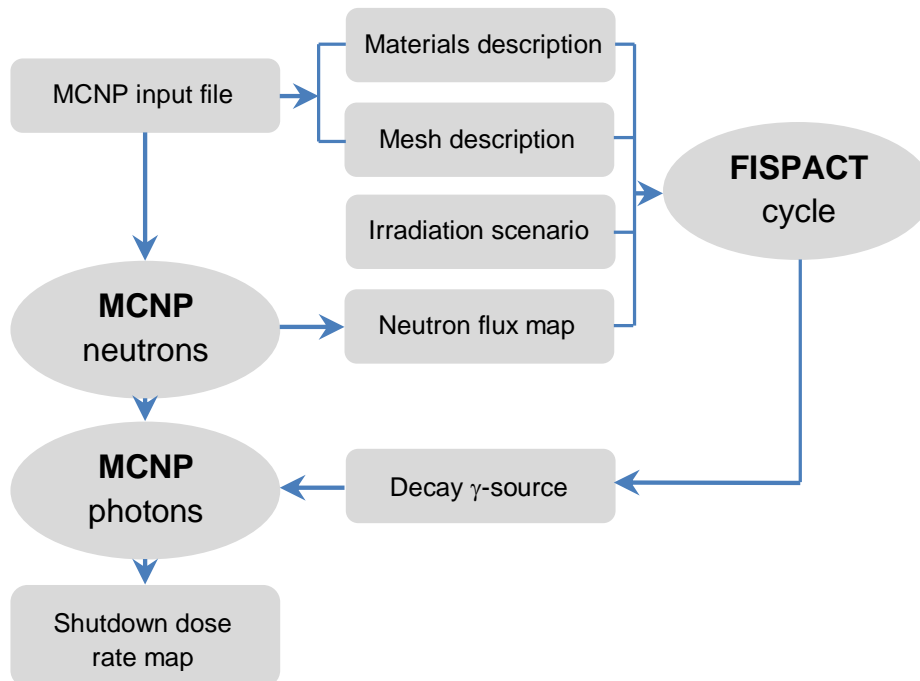 Materials description
MCNP input file
Mesh description
FISPACT
cycle
Irradiation scenario
MCNP
neutrons
Neutron flux map
MCNP
photons
Decay γ-source
Shutdown dose
rate map